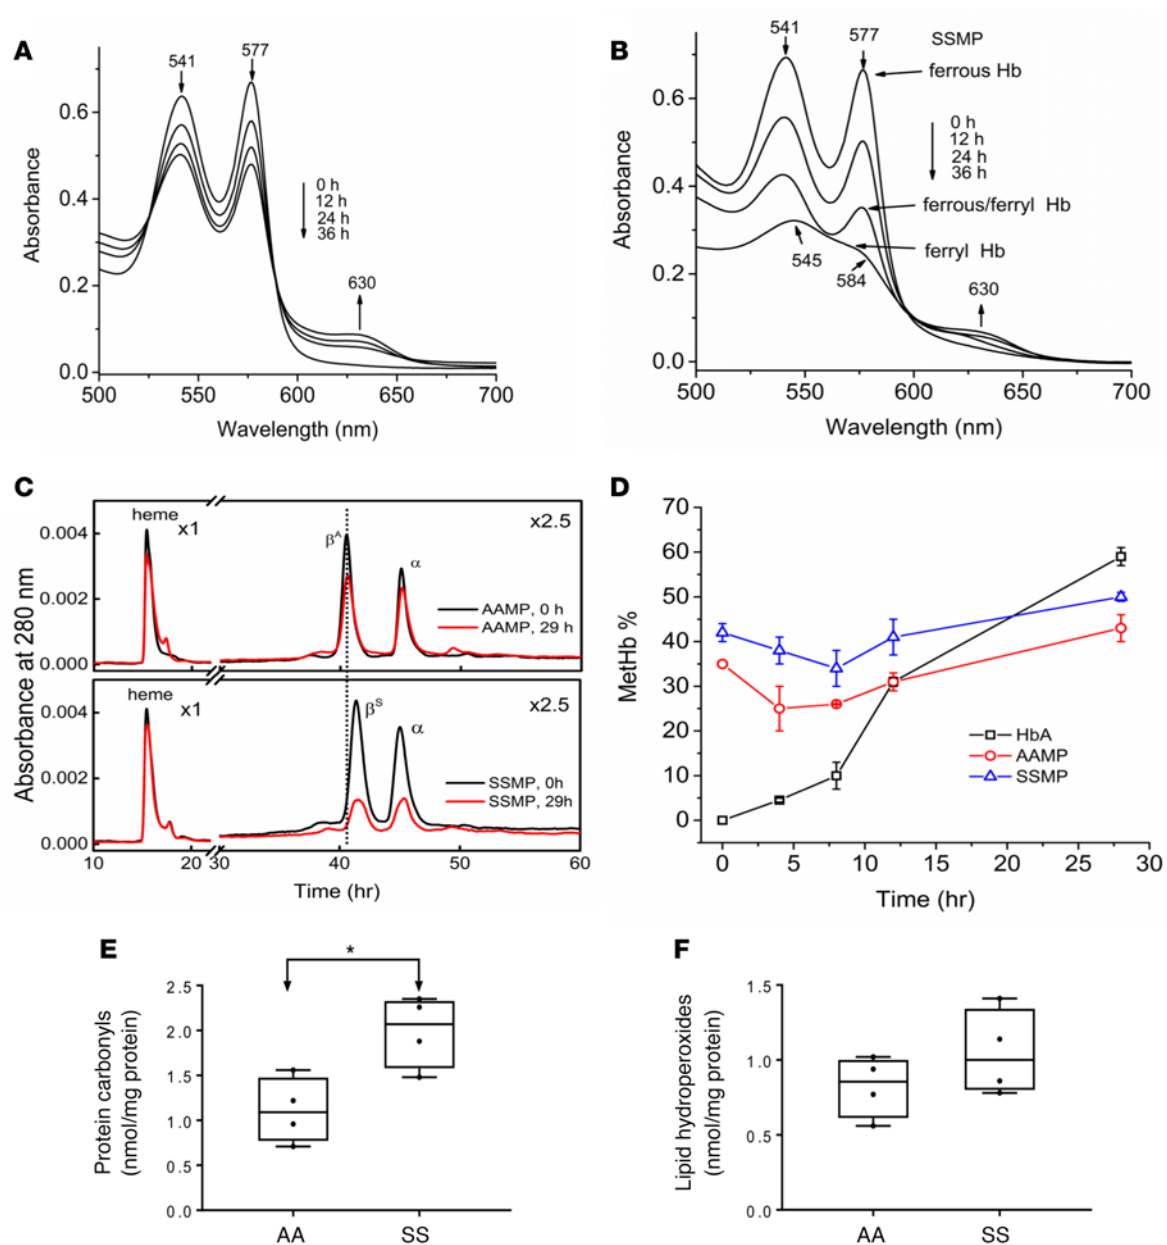 A
541
577
0 h
12 h
24 h
36 h
630
0.6
0.4
0.2
0.0
Absorbance
500
550
600
650
700
Wavelength (nm)
B
541
577
SSMP
ferrous Hb
0 h
12 h
24 h
36 h
ferrous/ferryl Hb
ferryl Hb
545
584
630
0.6
0.4
0.2
0.0
Absorbance
500
550
600
650
700
Wavelength (nm)
C
heme
x1
x2.5
βA
α
AAMP, 0 h
AAMP, 29 h
0.004
0.002
0.000
heme
x1
x2.5
βS
α
SSMP, 0h
SSMP, 29h
0.004
0.002
0.000
Absorbance at 280 nm
10
20
30
40
50
60
Time (hr)
D
70
60
50
40
30
20
10
0
MetHb %
HbA
AAMP
SSMP
0
5
10
15
20
25
30
Time (hr)
E
*
2.5
2.0
1.5
1.0
0.5
0.0
Protein carbonyls
(nmol/mg protein)
AA
SS
F
1.5
1.0
0.5
0.0
Lipid hydroperoxides
(nmol/mg protein)
AA
SS